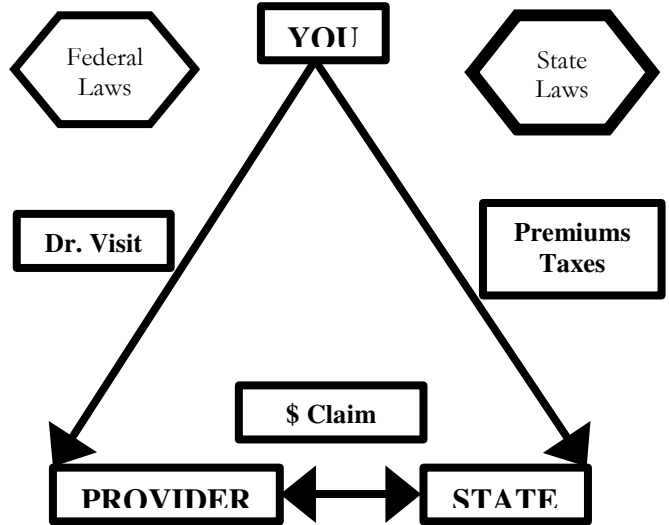 YOU
Federal
Laws
State
Laws
Dr. Visit
Premiums
Taxes
$ Claim
PROVIDER
STATE